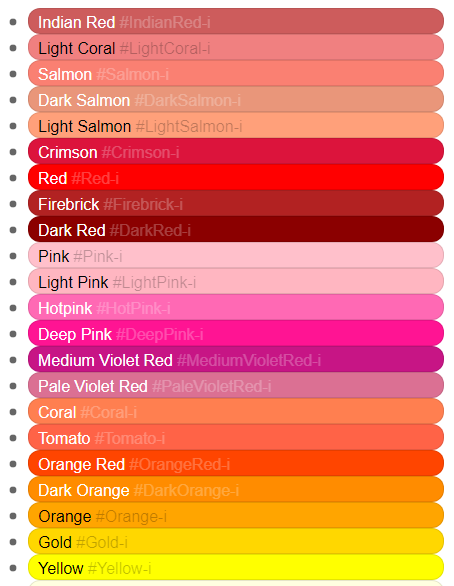 Indian Red #IndianRed-i
Light Coral #LightCoral-i
Salmon #Salmon-i
Dark Salmon #DarkSalmon-i
Light Salmon #LightSalmon-i
Crimson #Crimson-i
Red #Red-i
Firebrick #Firebrick-i
Dark Red #DarkRed-i
Pink #Pink-i
Light Pink #LightPink-i
Hotpink #HotPink-i
Deep Pink #DeepPink-i
Medium Violet Red #MediumVioletRed-i
Pale Violet Red #PaleVioletRed-i
Coral #Coral-i
Tomato #Tomato-i
Orange Red #OrangeRed-i
Dark Orange #DarkOrange-i
Orange #Orange-i
Gold #Gold-i
Yellow #Yellow-i